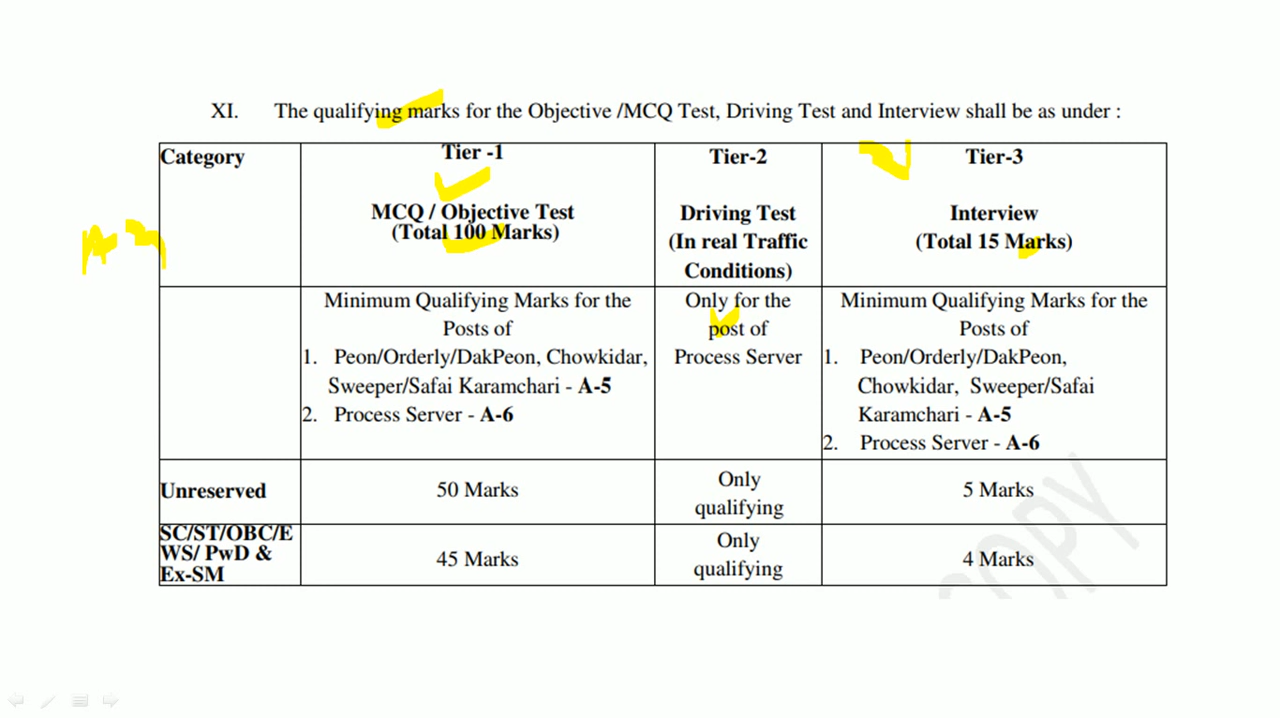 XI. The qualifying marks for the Objective /MCQ Test, Driving Test and Interview shall be as under :
Category
Tier -1
MCQ / Objective Test
(Total 100 Marks)
Tier-2
Driving Test
(In real Traffic
Conditions)
Tier-3
Interview
(Total 15 Marks)
Minimum Qualifying Marks for the
Posts of
1. Peon/Orderly/DakPeon, Chowkidar,
Sweeper/Safai Karamchari - A-5
2. Process Server - A-6
Only for the
post of
Process Server
Minimum Qualifying Marks for the
Posts of
1. Peon/Orderly/DakPeon,
Chowkidar, Sweeper/Safai
Karamchari - A-5
2. Process Server - A-6
Unreserved
50 Marks
Only
qualifying
5 Marks
SC/ST/OBC/E
WS/ PwD &
Ex-SM
45 Marks
Only
qualifying
4 Marks
COPY